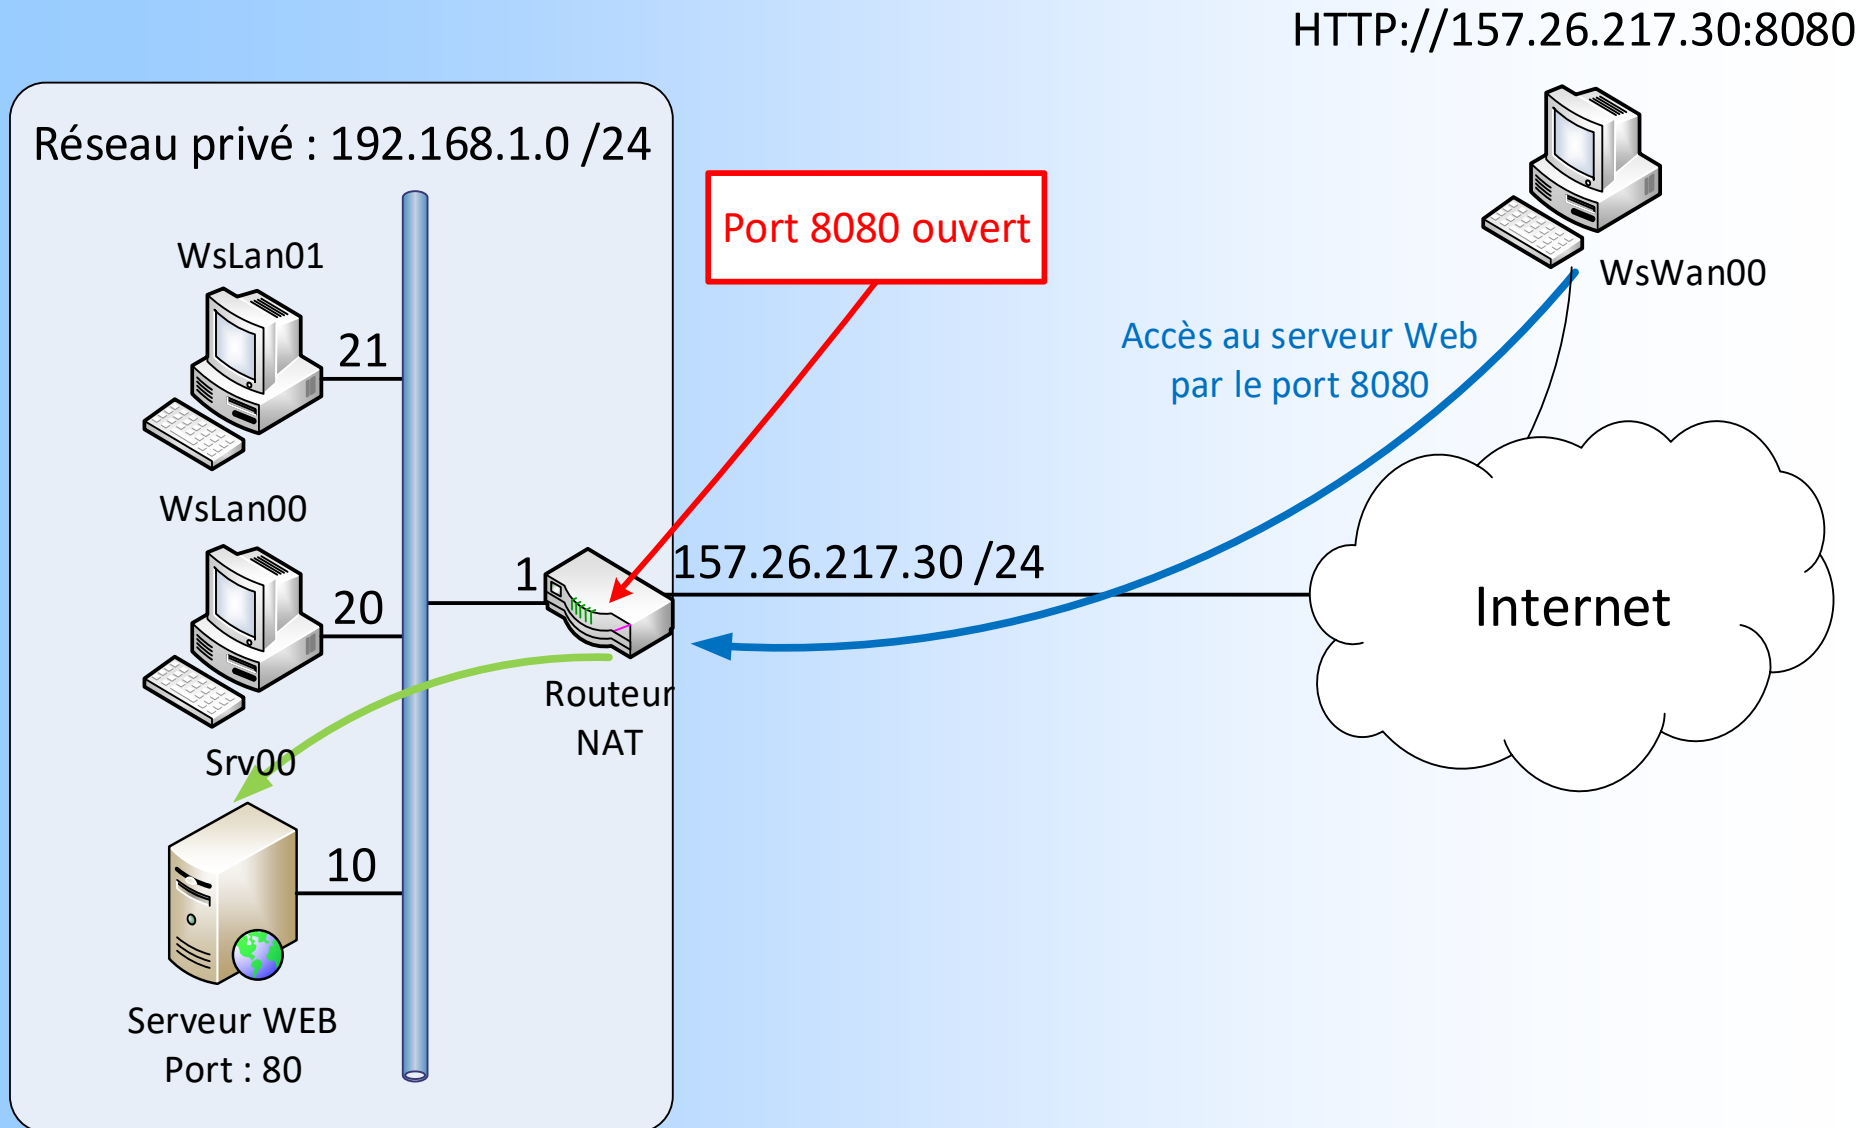 HTTP://157.26.217.30:8080
Réseau privé : 192.168.1.0 /24
Port 8080 ouvert
WsLan01
21
WsWan00
Accès au serveur Web
par le port 8080
WsLan00
20
1
157.26.217.30 /24
Internet
Routeur
NAT
Srv00
10
Serveur WEB
Port : 80